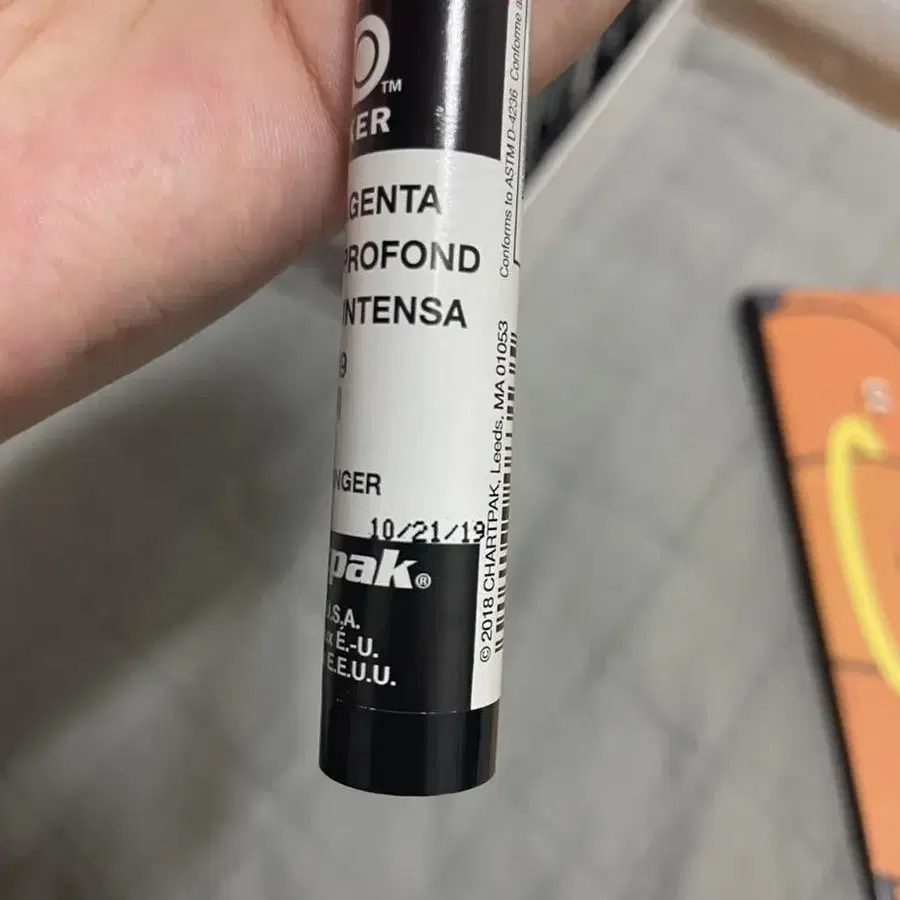 ™
KER
GENTA
PROFOND
INTENSA
9
NGER
10/21/19
pak®
.S.A.
x É.-U.
E.E.U.U.
Conforms to ASTM D-4236 Conforme
© 2018 CHARTPAK, Leeds, MA 01053